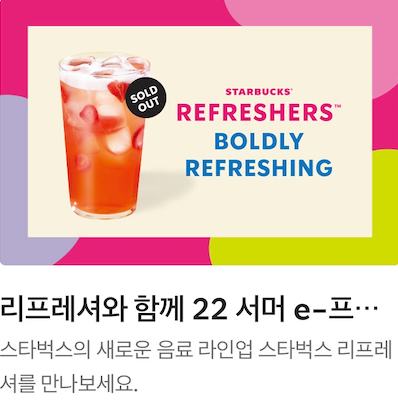 SOLD
OUT
STARBUCKS®
REFRESHERS™
BOLDLY
REFRESHING
리프레셔와 함께 22 서머 e-프…
스타벅스의 새로운 음료 라인업 스타벅스 리프레
셔를 만나보세요.